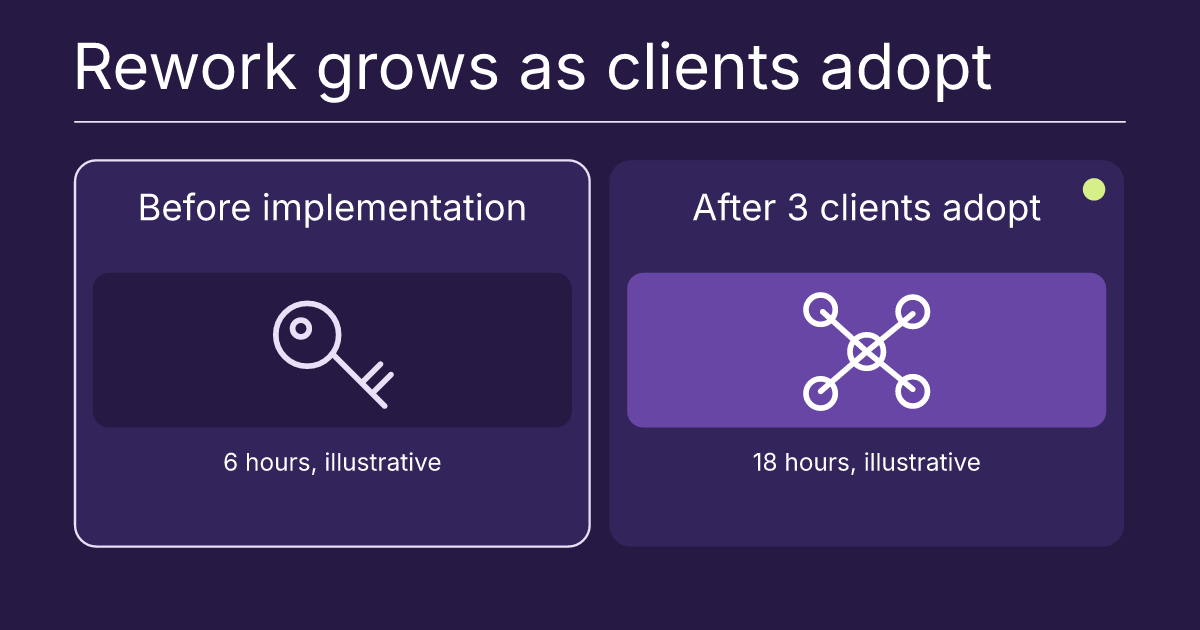 Rework grows as clients adopt
Before implementation
6 hours, illustrative
After 3 clients adopt
18 hours, illustrative